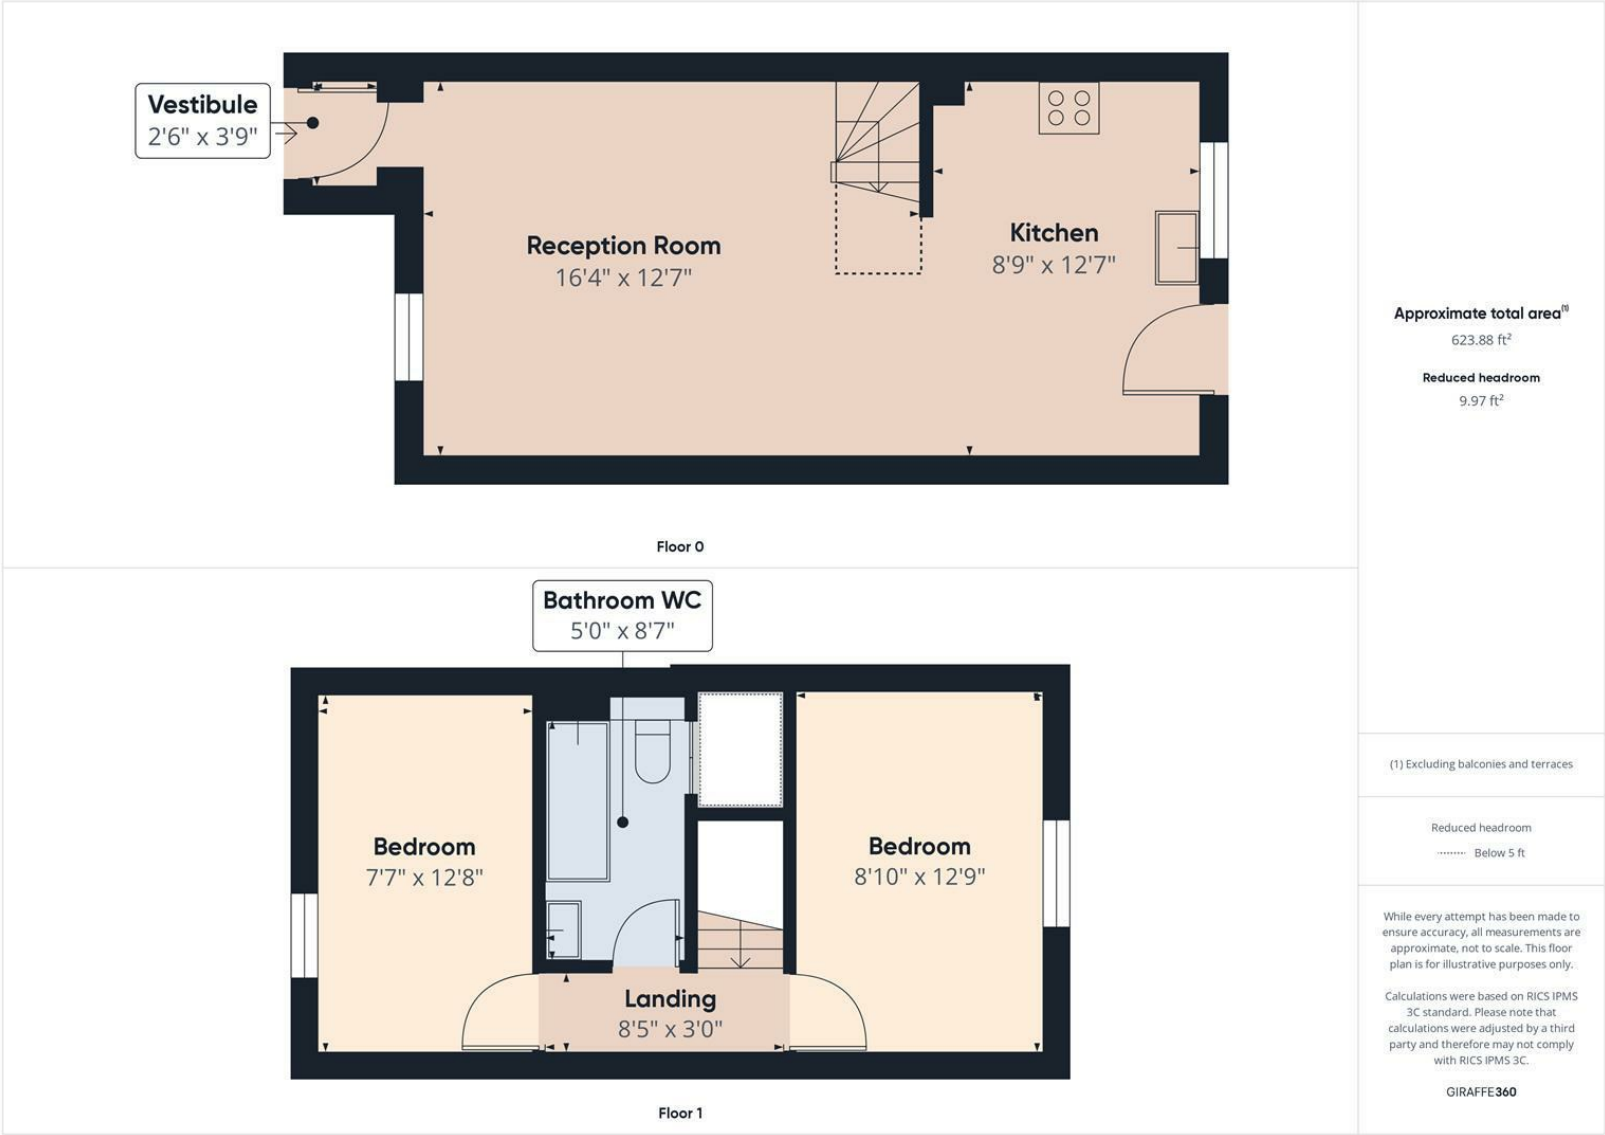 Vestibule
2'6" x 3'9"
Reception Room
16'4" x 12'7"
Kitchen
8'9" x 12'7"
Floor 0
Bathroom WC
5'0" x 8'7"
Bedroom
7'7" x 12'8"
Bedroom
8'10" x 12'9"
Landing
8'5" x 3'0"
Floor 1
Approximate total area(1)
623.88 ft²
Reduced headroom
9.97 ft²
(1) Excluding balconies and terraces
Reduced headroom
Below 5 ft
While every attempt has been made to
ensure accuracy, all measurements are
approximate, not to scale. This floor
plan is for illustrative purposes only.
Calculations were based on RICS IPMS
3C standard. Please note that
calculations were adjusted by a third
party and therefore may not comply
with RICS IPMS 3C.
GIRAFFE360